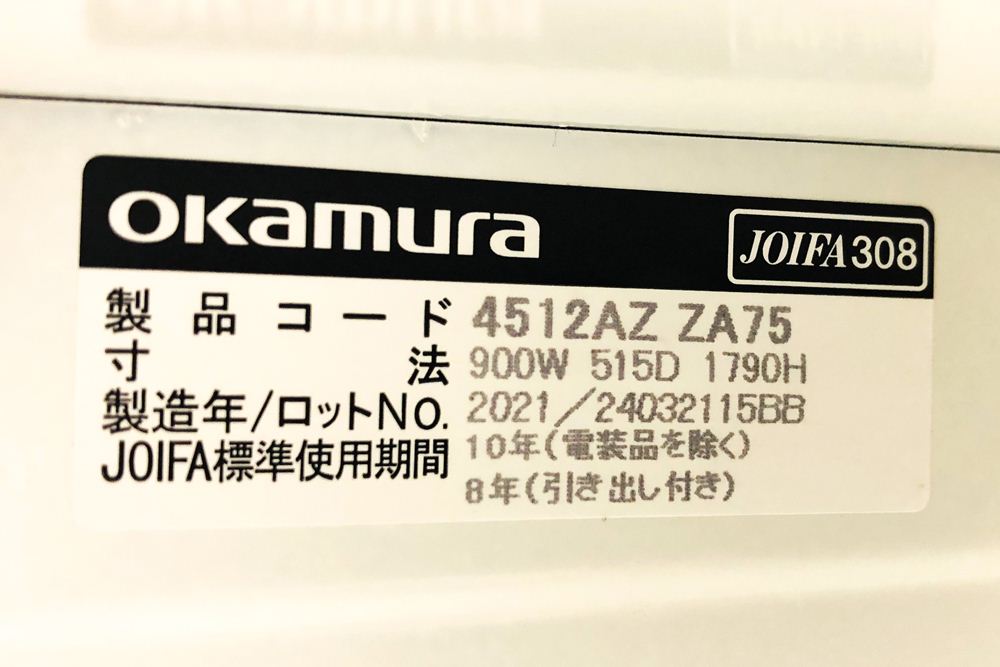 okamura
JOIFA308
製品コード 4512AZ ZA75
寸法 900W 515D 1790H
製造年/ロットNo. 2021/24032115BB
JOIFA標準使用期間 10年(電装品を除く)
8年(引き出し付き)